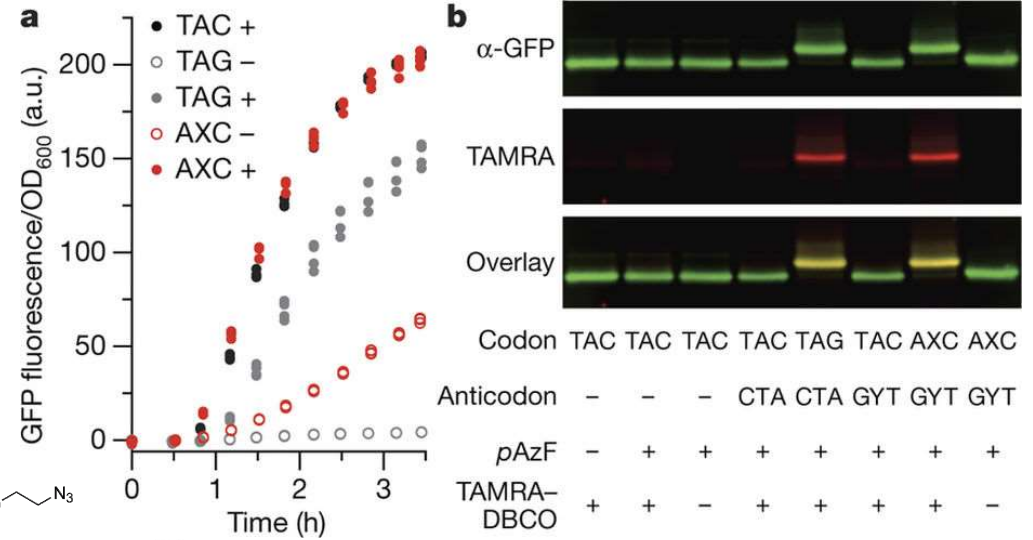 a
TAC +
TAG −
TAG +
AXC −
AXC +
GFP fluorescence/OD600 (a.u.)
200
150
100
50
0
0 1 2 3
Time (h)
N3
b
α-GFP
TAMRA
Overlay
Codon TAC TAC TAC TAC TAG TAC AXC AXC
Anticodon − − − CTA CTA GYT GYT GYT
pAzF − + + + + + + +
TAMRA–
DBCO + + − + + + + −